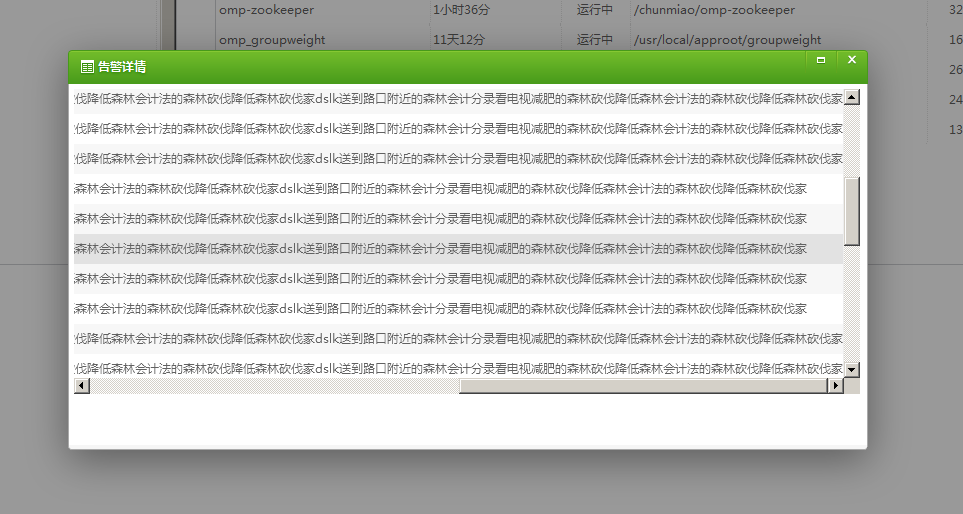 omp-zookeeper 1小时36分 运行中 /chunmiao/omp-zookeeper 32
omp_groupweight 11天12分 运行中 /usr/local/approot/groupweight 16
告警详情
26
伐降低森林会计法的森林砍伐降低森林砍伐家dslk送到路口附近的森林会计分录看电视减肥的森林砍伐降低森林会计法的森林砍伐降低森林砍伐家
24
伐降低森林会计法的森林砍伐降低森林砍伐家dslk送到路口附近的森林会计分录看电视减肥的森林砍伐降低森林会计法的森林砍伐降低森林砍伐家
13
伐降低森林会计法的森林砍伐降低森林砍伐家dslk送到路口附近的森林会计分录看电视减肥的森林砍伐降低森林会计法的森林砍伐降低森林砍伐家
森林会计法的森林砍伐降低森林砍伐家dslk送到路口附近的森林会计分录看电视减肥的森林砍伐降低森林会计法的森林砍伐降低森林砍伐家
森林会计法的森林砍伐降低森林砍伐家dslk送到路口附近的森林会计分录看电视减肥的森林砍伐降低森林会计法的森林砍伐降低森林砍伐家
森林会计法的森林砍伐降低森林砍伐家dslk送到路口附近的森林会计分录看电视减肥的森林砍伐降低森林会计法的森林砍伐降低森林砍伐家
森林会计法的森林砍伐降低森林砍伐家dslk送到路口附近的森林会计分录看电视减肥的森林砍伐降低森林会计法的森林砍伐降低森林砍伐家
森林会计法的森林砍伐降低森林砍伐家dslk送到路口附近的森林会计分录看电视减肥的森林砍伐降低森林会计法的森林砍伐降低森林砍伐家
伐降低森林会计法的森林砍伐降低森林砍伐家dslk送到路口附近的森林会计分录看电视减肥的森林砍伐降低森林会计法的森林砍伐降低森林砍伐家
伐降低森林会计法的森林砍伐降低森林砍伐家dslk送到路口附近的森林会计分录看电视减肥的森林砍伐降低森林会计法的森林砍伐降低森林砍伐家